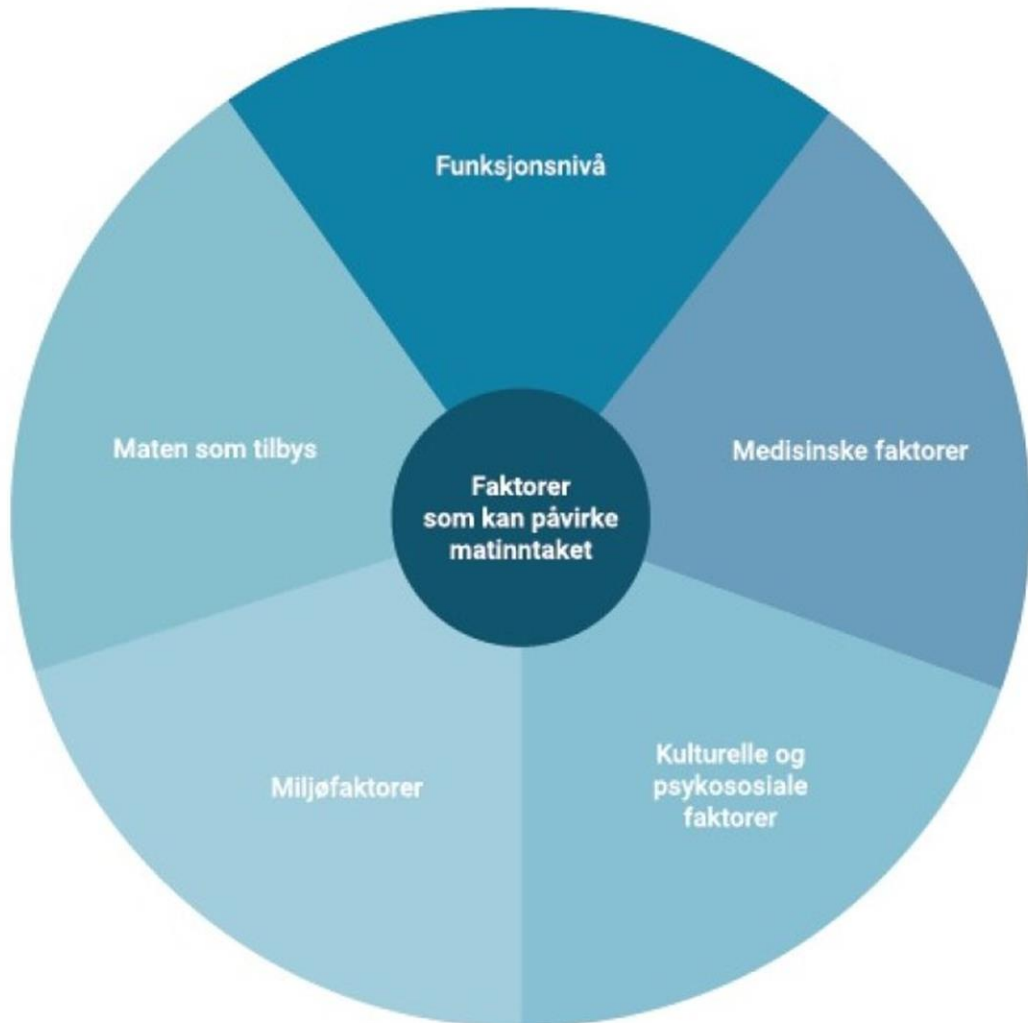 Funksjonsnivå
Medisinske faktorer
Kulturelle og
psykososiale
faktorer
Miljøfaktorer
Maten som tilbys
Faktorer
som kan påvirke
matinntaket